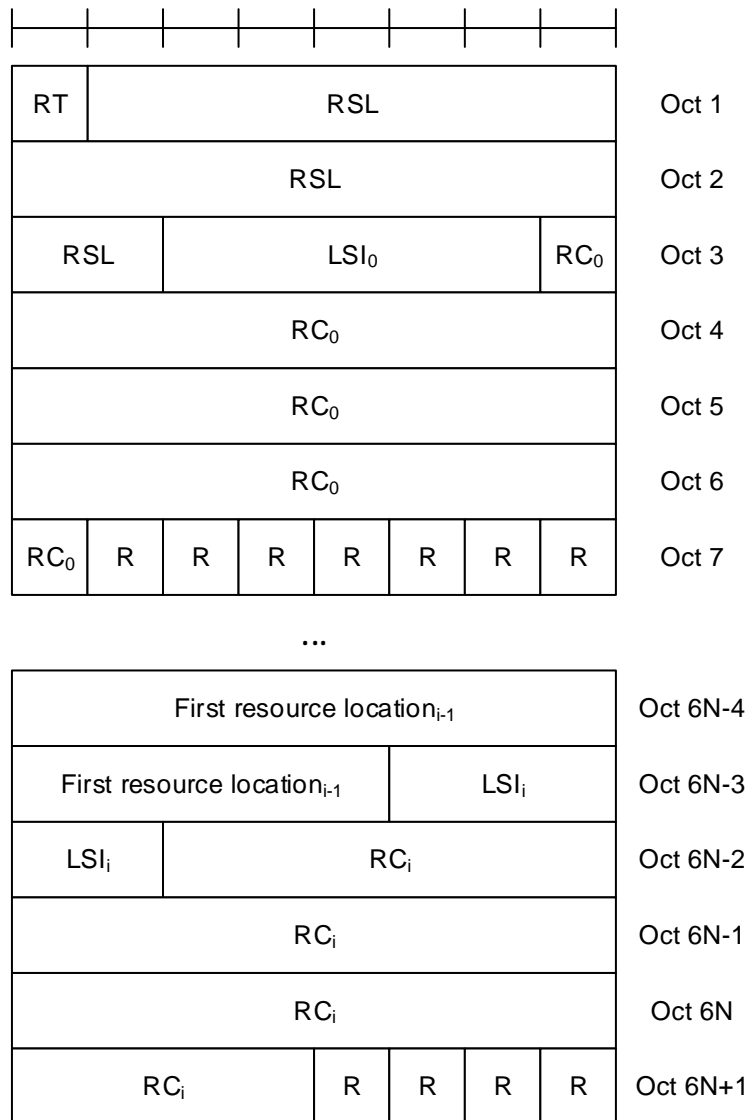 RT RSL Oct 1
RSL Oct 2
RSL LSI₀ RC₀ Oct 3
RC₀ Oct 4
RC₀ Oct 5
RC₀ Oct 6
RC₀ R R R R R R R Oct 7
...
First resource locationᵢ₋₁ Oct 6N-4
First resource locationᵢ₋₁ LSIᵢ Oct 6N-3
LSIᵢ RCᵢ Oct 6N-2
RCᵢ Oct 6N-1
RCᵢ Oct 6N
RCᵢ R R R R Oct 6N+1